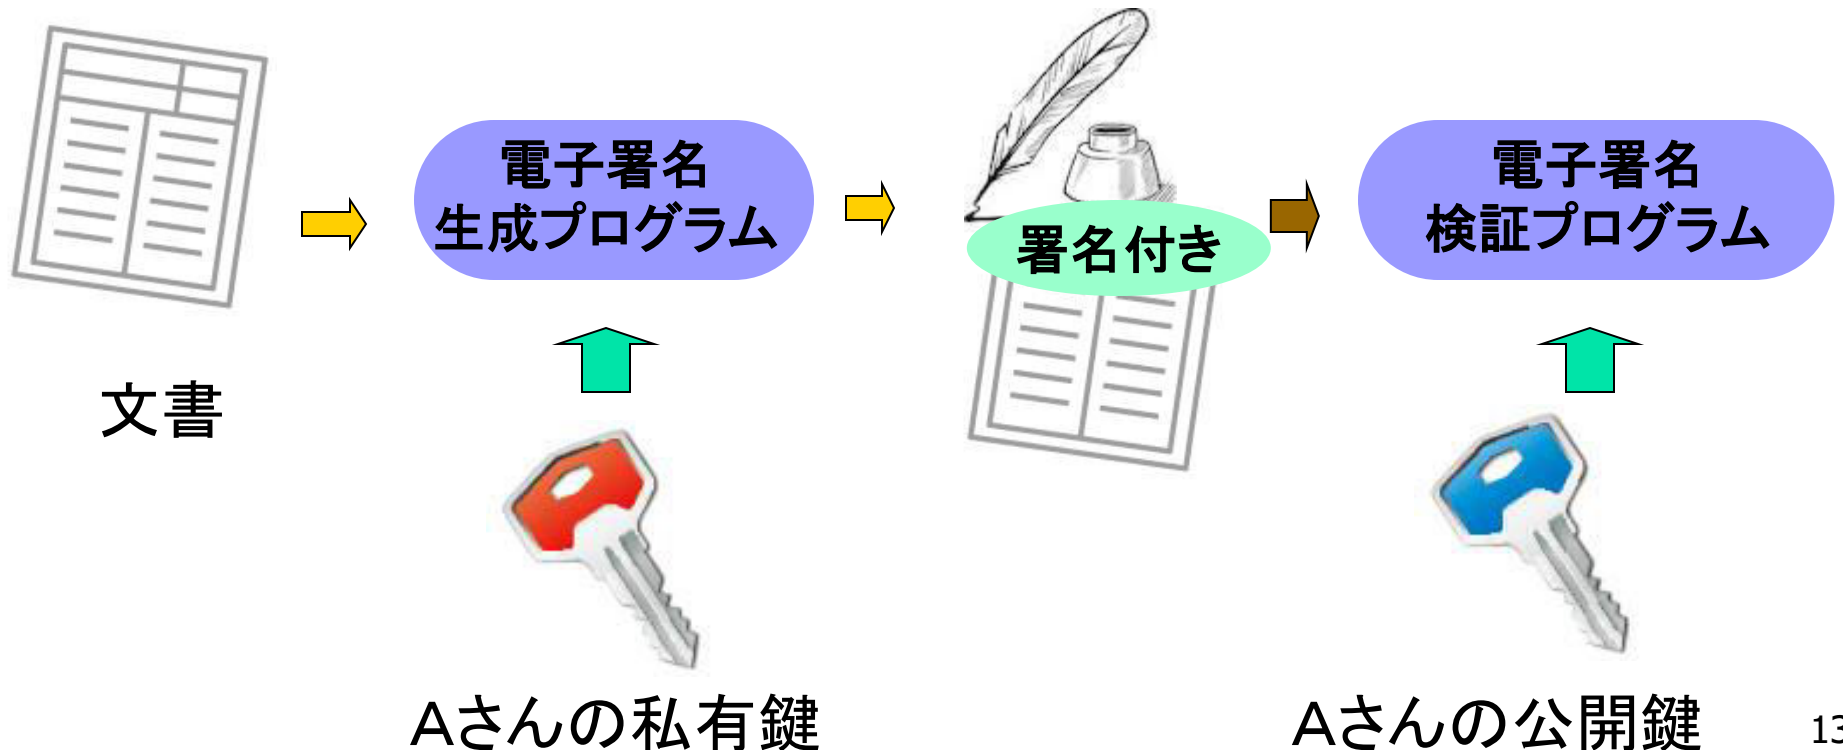 電子署名
生成プログラム
署名付き
電子署名
検証プログラム
文書
Aさんの私有鍵
Aさんの公開鍵
13